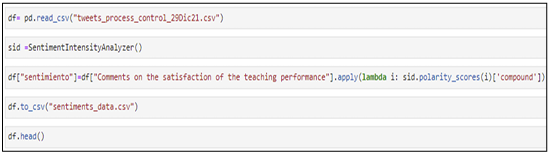 df= pd.read_csv("tweets_process_control_29Dic21.csv")
sid =SentimentIntensityAnalyzer()
df["sentimiento"]=df["Comments on the satisfaction of the teaching performance"].apply(lambda i: sid.polarity_scores(i)['compound'])
df.to_csv("sentiments_data.csv")
df.head()